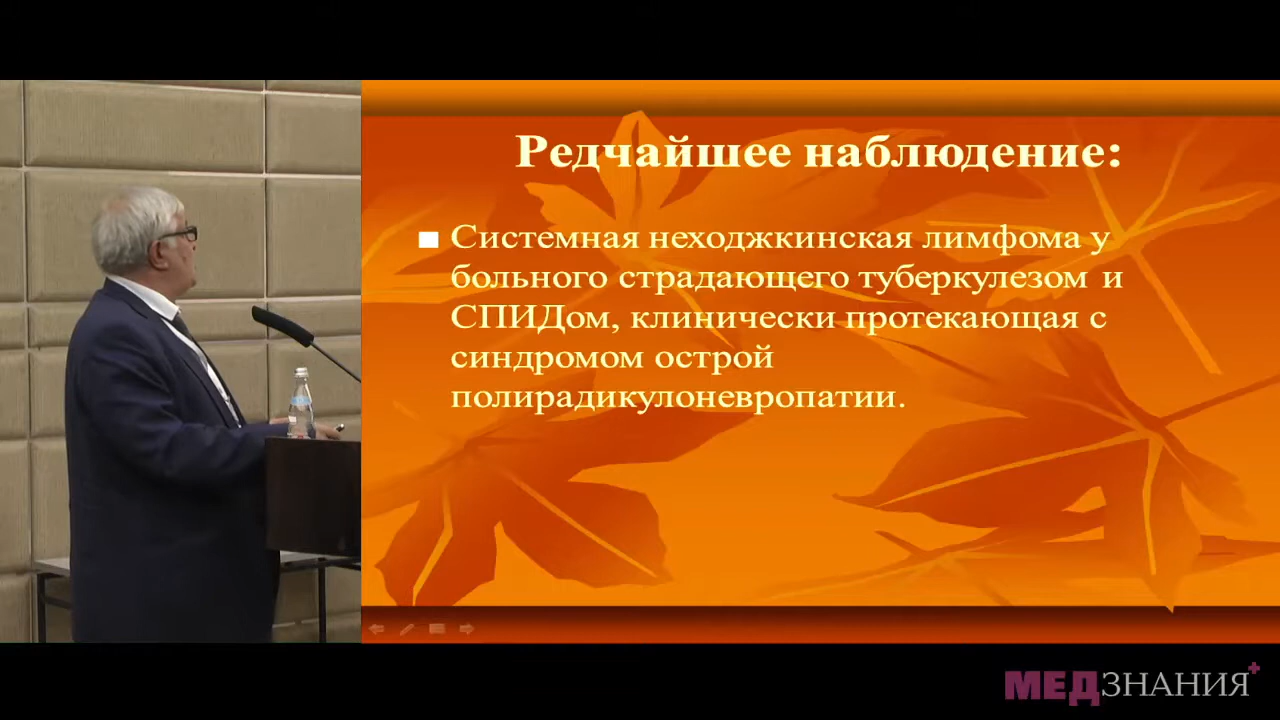 Редчайшее наблюдение:
Системная неходжкинская лимфома у
больного страдающего туберкулезом и
СПИДом, клинически протекающая с
синдромом острой
полирадикулоневропатии.
МЕДЗНАНИЯ+